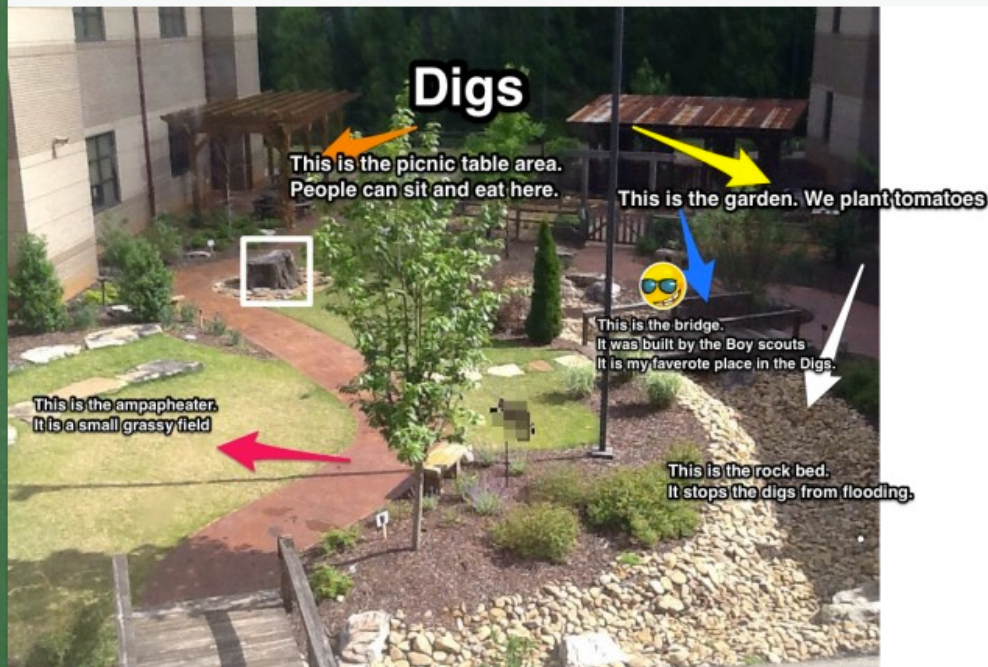 Digs
This is the picnic table area.
People can sit and eat here.
This is the garden. We plant tomatoes
This is the bridge.
It was built by the Boy scouts
It is my faverote place in the Digs.
This is the ampapheater.
It is a small grassy field
This is the rock bed.
It stops the digs from flooding.